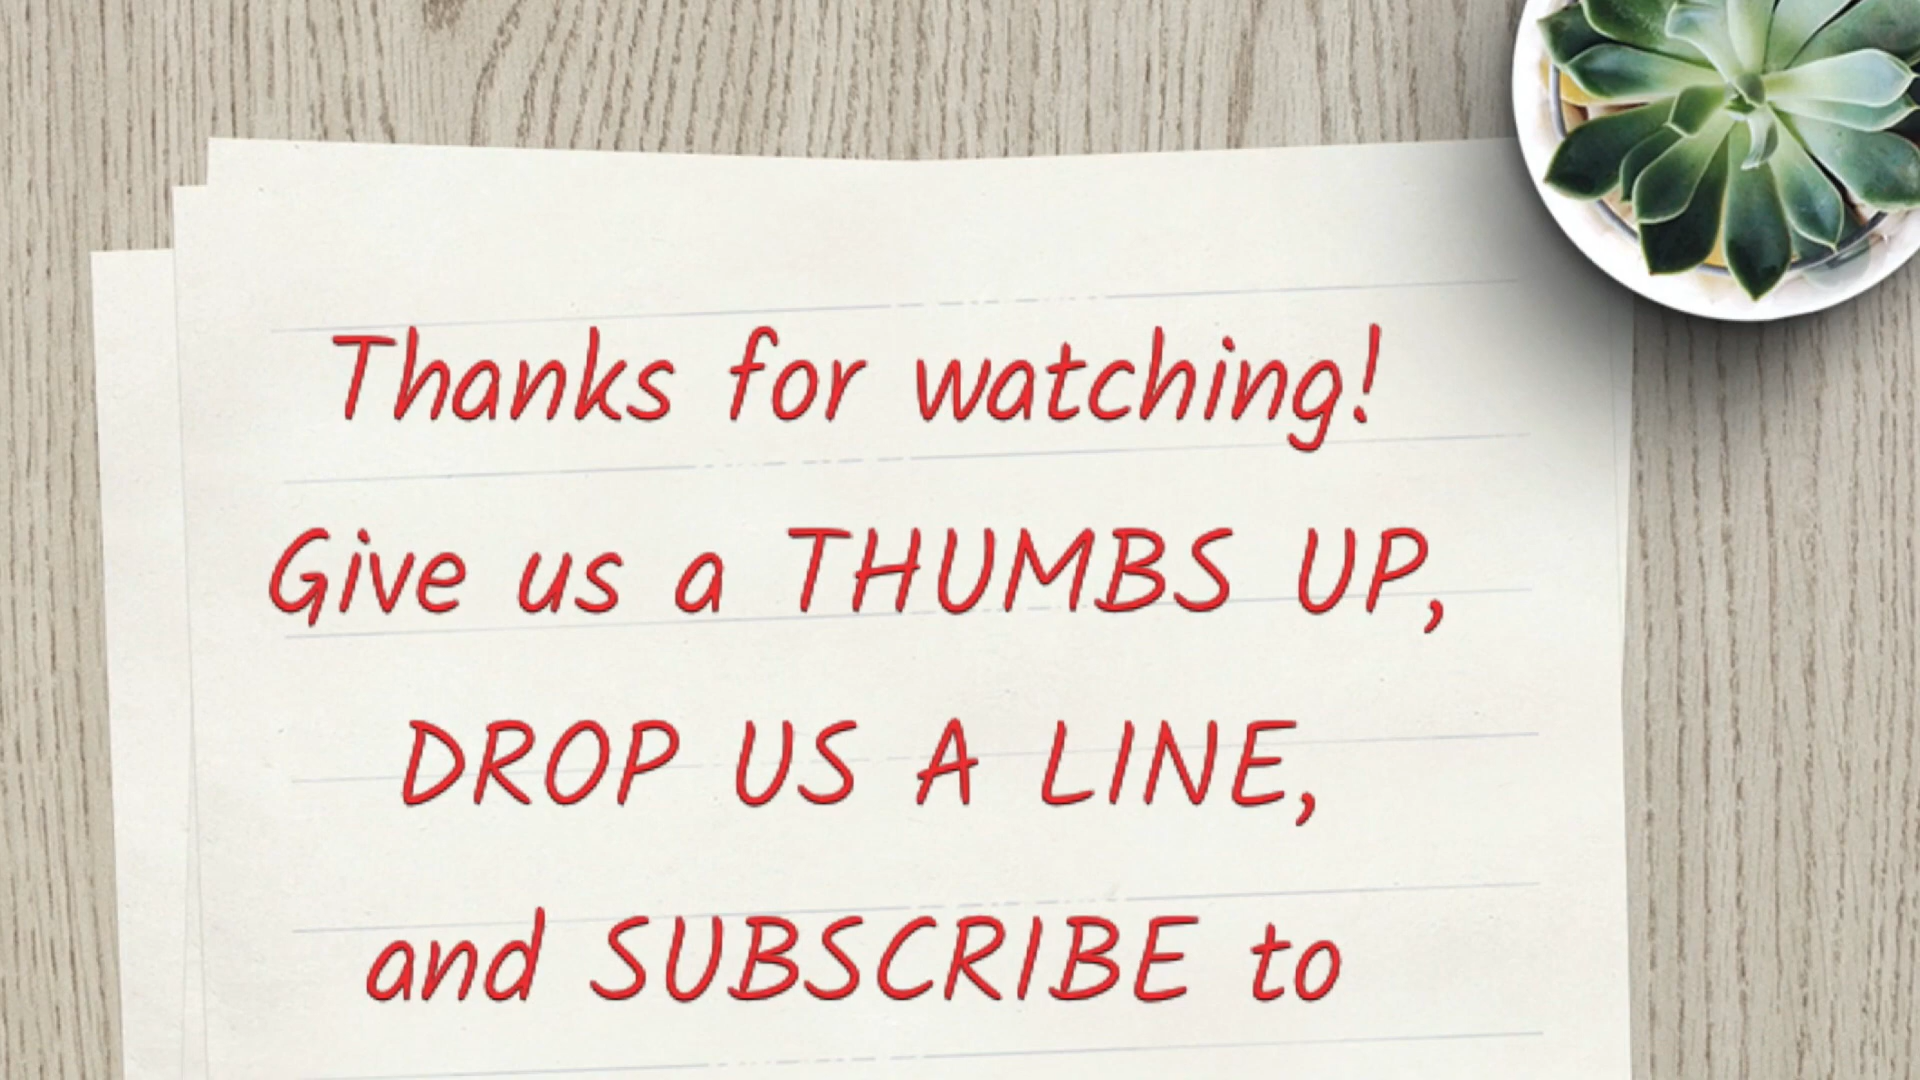 Thanks for watching!
Give us a THUMBS UP,
DROP US A LINE,
and SUBSCRIBE to